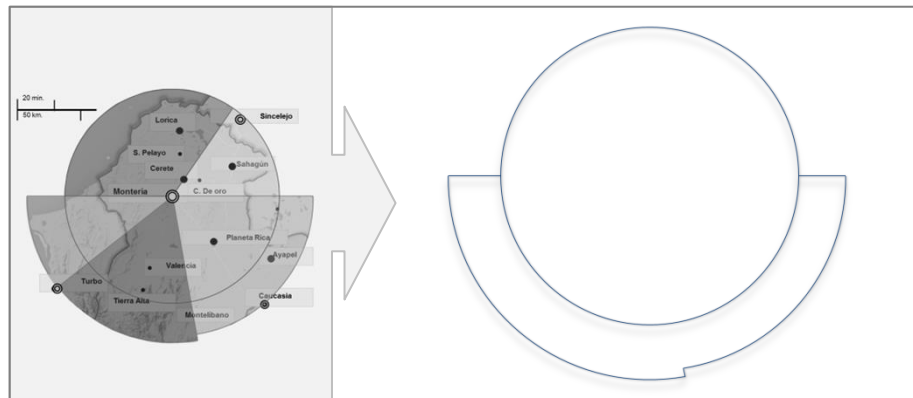 20 min.
50 km.
Sincelejo
Lorica
S. Pelayo
Sahagún
Cerete
Montería
C. De oro
Planeta Rica
Ayapel
Valencia
Turbo
Tierra Alta
Caucasia
Montelibano